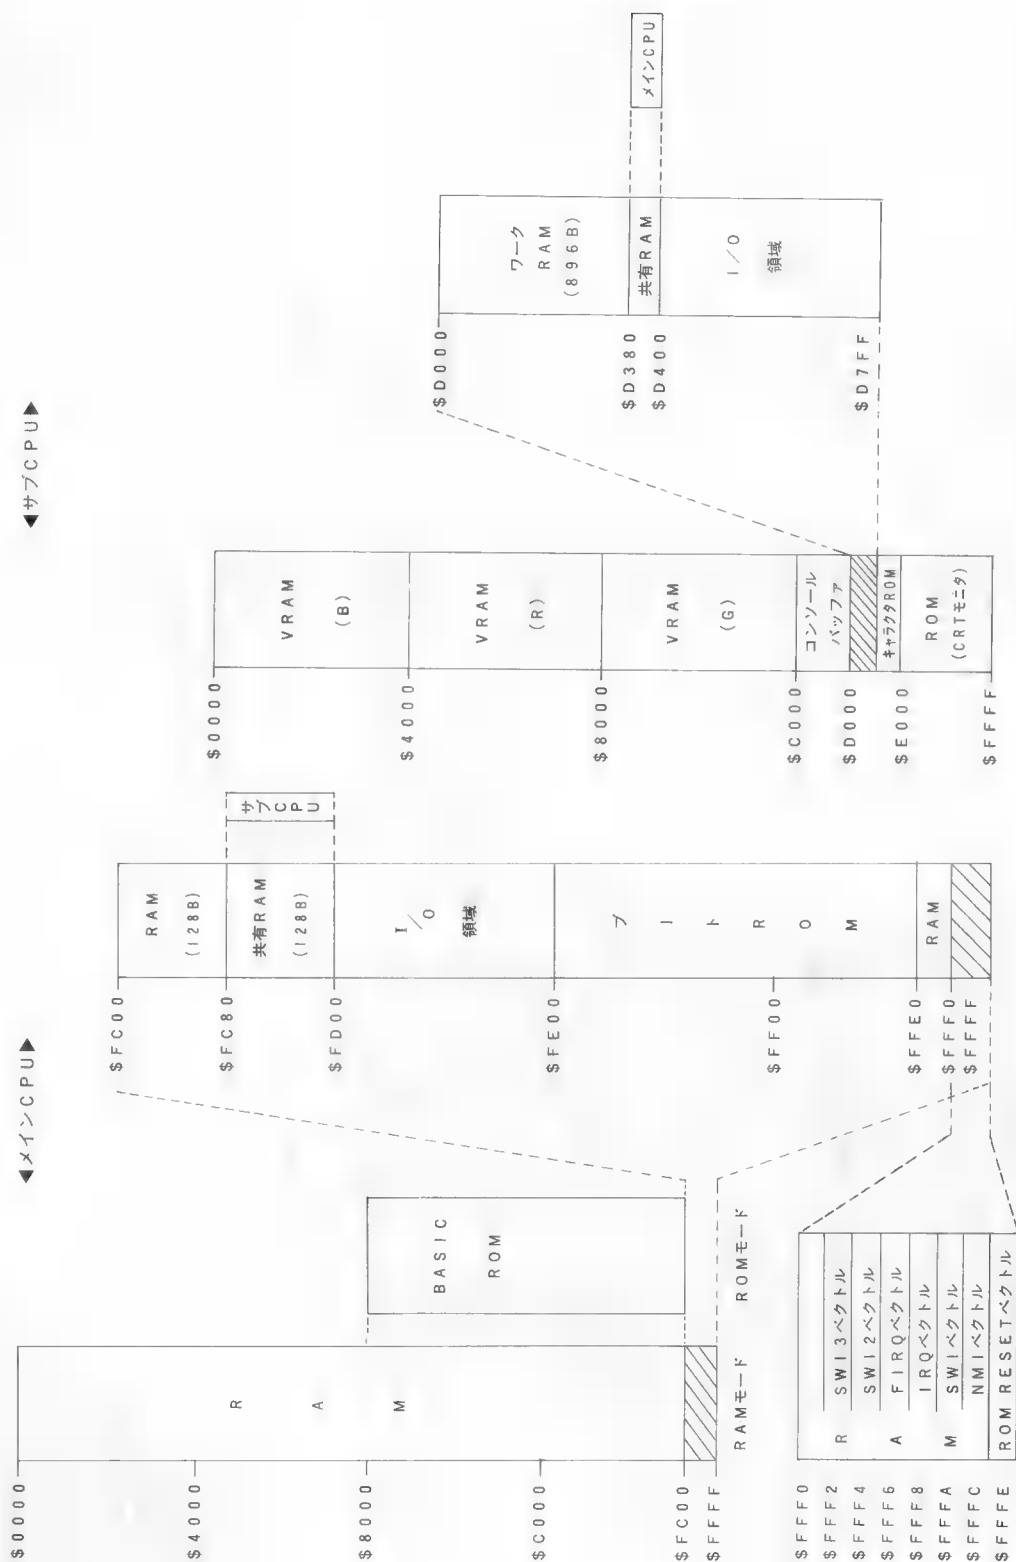 ◀メインCPU▶
$0000
$4000
$8000
$C000
$FC00
$FFFF
RAM
RAMモード
BASIC
ROM
ROMモード
$FC00
$FC80
$FD00
$FE00
$FF00
$FFE0
$FFF0
$FFFF
RAM
(128B)
共有RAM
(128B)
サブ
CPU
I/O
領域
ブートROM
RAM
$FFF0
$FFF2
$FFF4
$FFF6
$FFF8
$FFFA
$FFFC
$FFFE
RAM
SWI3ベクトル
SWI2ベクトル
FIRQベクトル
IRQベクトル
SWIベクトル
NMIベクトル
ROM RESETベクトル
◀サブCPU▶
$0000
$4000
$8000
$C000
$D000
$E000
$FFFF
VRAM
(B)
VRAM
(R)
VRAM
(G)
コンソール
バッファ
キャラクタROM
ROM
(CRTモニタ)
$D000
$D380
$D400
$D7FF
ワーク
RAM
(896B)
共有RAM
メインCPU
I/O
領域